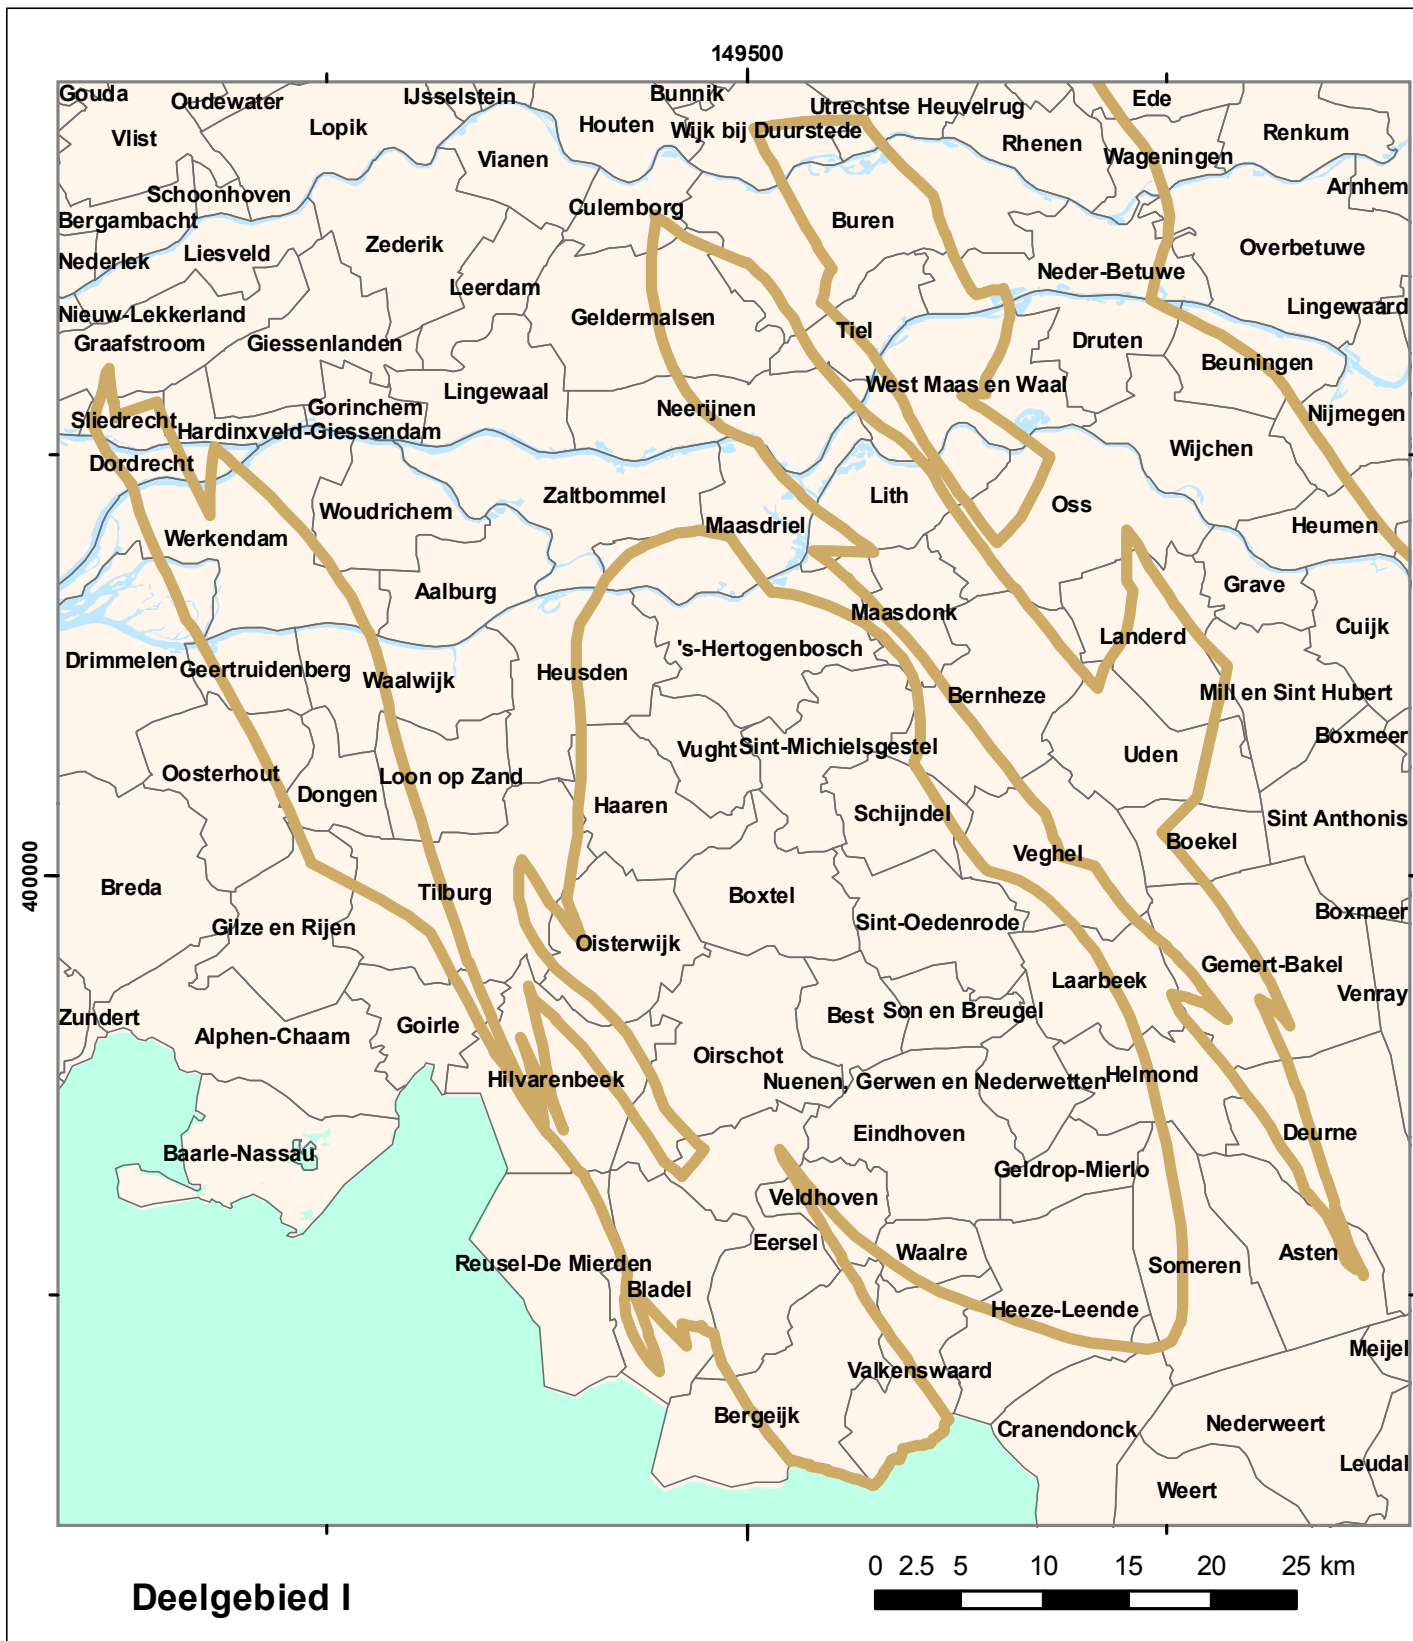 149500
Gouda
Oudewater
IJsselstein
Bunnik
Utrechtse Heuvelrug
Ede
Vlist
Lopik
Houten
Wijk bij Duurstede
Rhenen
Renkum
Vianen
Wageningen
Schoonhoven
Arnhem
Bergambacht
Culemborg
Buren
Nederlek
Liesveld
Zederik
Overbetuwe
Leerdam
Neder-Betuwe
Nieuw-Lekkerland
Geldermalsen
Lingewaard
Graafstroom
Giessenlanden
Tiel
Druten
Beuningen
Lingewaal
West Maas en Waal
Sliedrecht
Gorinchem
Neerijnen
Nijmegen
Hardinxveld-Giessendam
Dordrecht
Wijchen
Woudrichem
Zaltbommel
Lith
Oss
Werkendam
Maasdriel
Heumen
Aalburg
Grave
Maasdonk
Landerd
Cuijk
Drimmelen
Geertruidenberg
Waalwijk
Heusden
's-Hertogenbosch
Bernheze
Mill en Sint Hubert
Vught
Sint-Michielsgestel
Uden
Boxmeer
Oosterhout
Dongen
Loon op Zand
Haaren
Schijndel
Sint Anthonis
Veghel
Boekel
400000
Breda
Tilburg
Boxtel
Boxmeer
Gilze en Rijen
Oisterwijk
Sint-Oedenrode
Gemert-Bakel
Laarbeek
Venray
Zundert
Alphen-Chaam
Goirle
Best
Son en Breugel
Oirschot
Hilvarenbeek
Nuenen, Gerwen en Nederwetten
Helmond
Baarle-Nassau
Eindhoven
Deurne
Geldrop-Mierlo
Veldhoven
Eersel
Waalre
Asten
Reusel-De Mierden
Someren
Bladel
Heeze-Leende
Meijel
Valkenswaard
Bergeijk
Cranendonck
Nederweert
Leudal
Weert
0 2.5 5 10 15 20 25 km
Deelgebied I